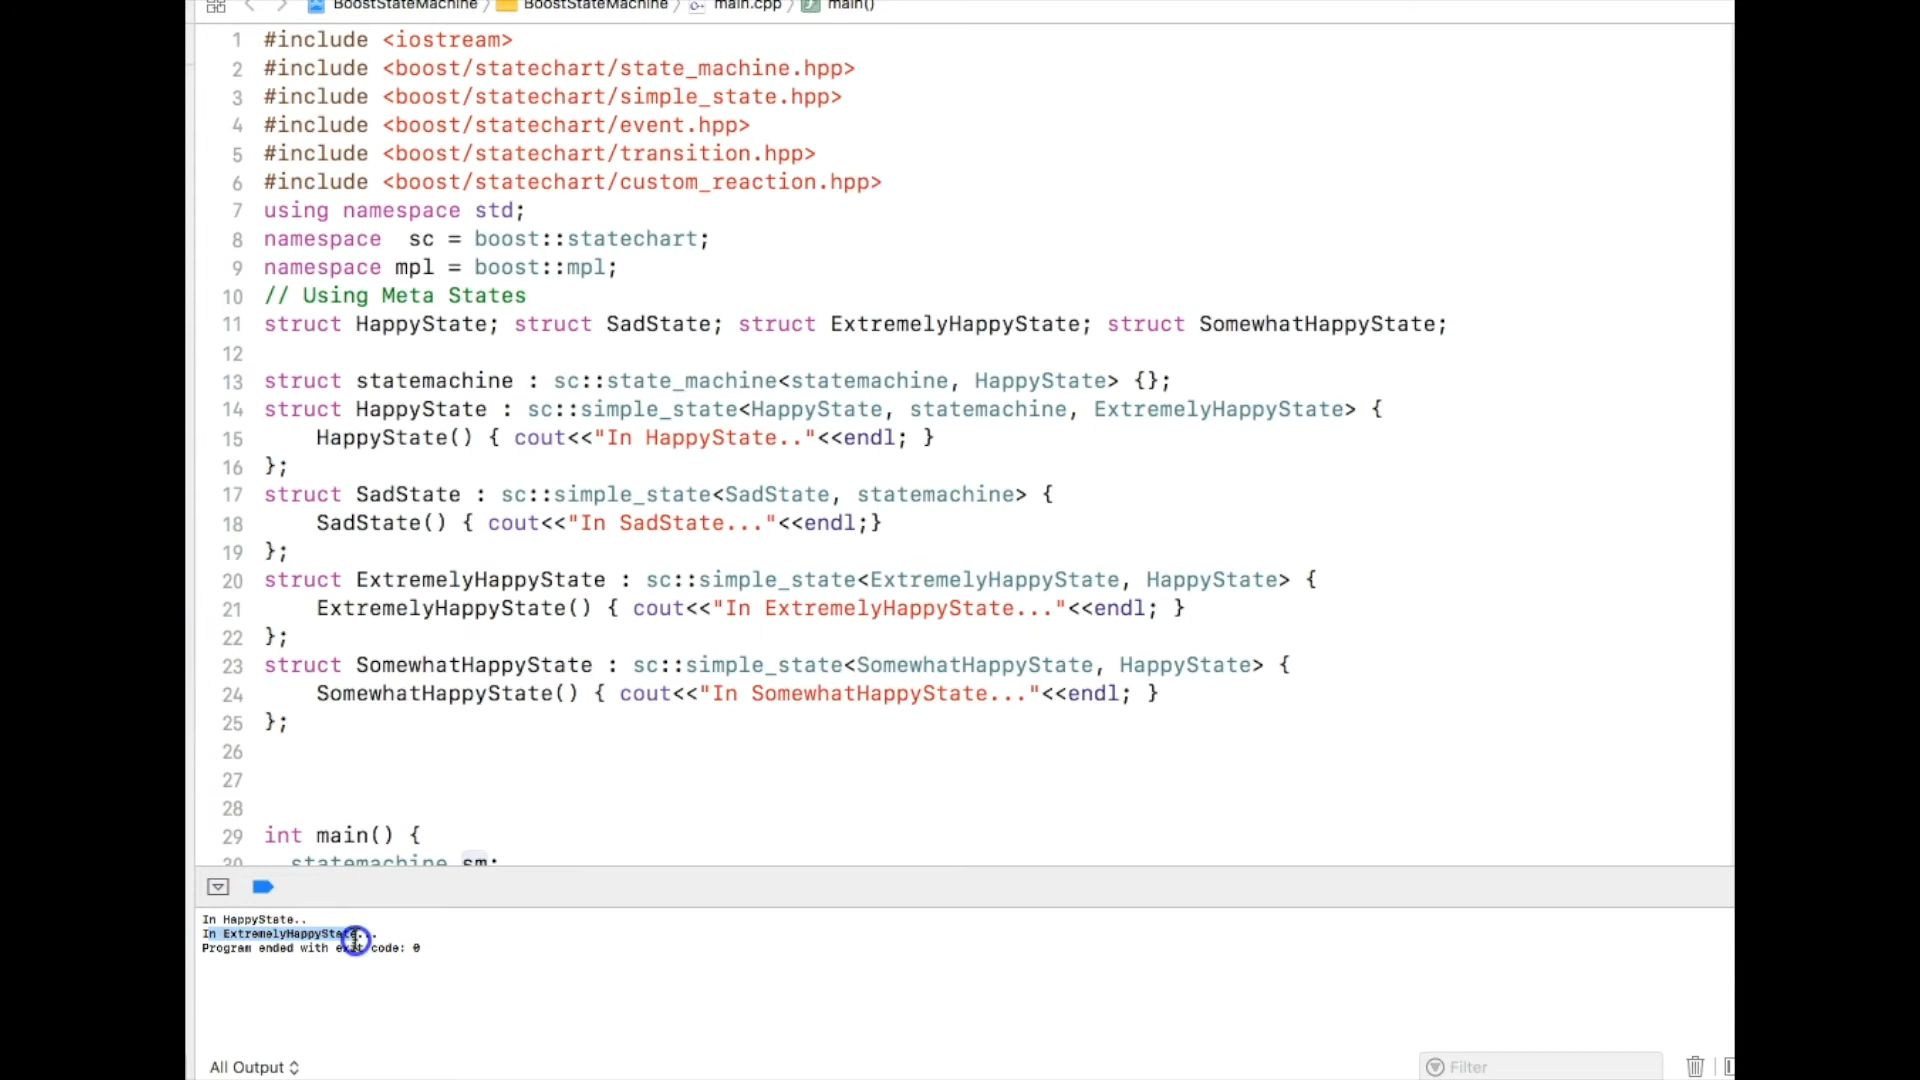 BoostStateMachine BoostStateMachine main.cpp main()
1 #include <iostream>
2 #include <boost/statechart/state_machine.hpp>
3 #include <boost/statechart/simple_state.hpp>
4 #include <boost/statechart/event.hpp>
5 #include <boost/statechart/transition.hpp>
6 #include <boost/statechart/custom_reaction.hpp>
7 using namespace std;
8 namespace  sc = boost::statechart;
9 namespace mpl = boost::mpl;
10 // Using Meta States
11 struct HappyState; struct SadState; struct ExtremelyHappyState; struct SomewhatHappyState;
12
13 struct statemachine : sc::state_machine<statemachine, HappyState> {};
14 struct HappyState : sc::simple_state<HappyState, statemachine, ExtremelyHappyState> {
15     HappyState() { cout<<"In HappyState.."<<endl; }
16 };
17 struct SadState : sc::simple_state<SadState, statemachine> {
18     SadState() { cout<<"In SadState..."<<endl;}
19 };
20 struct ExtremelyHappyState : sc::simple_state<ExtremelyHappyState, HappyState> {
21     ExtremelyHappyState() { cout<<"In ExtremelyHappyState..."<<endl; }
22 };
23 struct SomewhatHappyState : sc::simple_state<SomewhatHappyState, HappyState> {
24     SomewhatHappyState() { cout<<"In SomewhatHappyState..."<<endl; }
25 };
26
27
28
29 int main() {
30   statemachine sm;
In HappyState..
In ExtremelyHappyState...
Program ended with exit code: 0
All Output
Filter